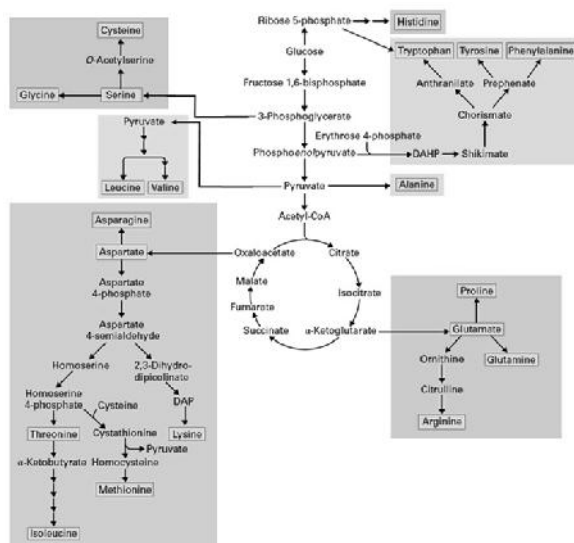 Cysteine
O-Acetylserine
Glycine
Serine
Ribose 5-phosphate
Histidine
Glucose
Fructose 1,6-bisphosphate
3-Phosphoglycerate
Erythrose 4-phosphate
Phosphoenolpyruvate
DAHP
Shikimate
Tryptophan
Tyrosine
Phenylalanine
Anthranilate
Prephenate
Chorismate
Pyruvate
Leucine
Valine
Pyruvate
Alanine
Acetyl-CoA
Oxaloacetate
Citrate
Malate
Isocitrate
Fumarate
Succinate
α-Ketoglutarate
Asparagine
Aspartate
Aspartate
4-phosphate
Aspartate
4-semialdehyde
Homoserine
2,3-Dihydro-
dipicolinate
Homoserine
4-phosphate
Cysteine
DAP
Threonine
Cystathionine
Lysine
α-Ketobutyrate
Pyruvate
Homocysteine
Methionine
Isoleucine
Proline
Glutamate
Ornithine
Glutamine
Citrulline
Arginine